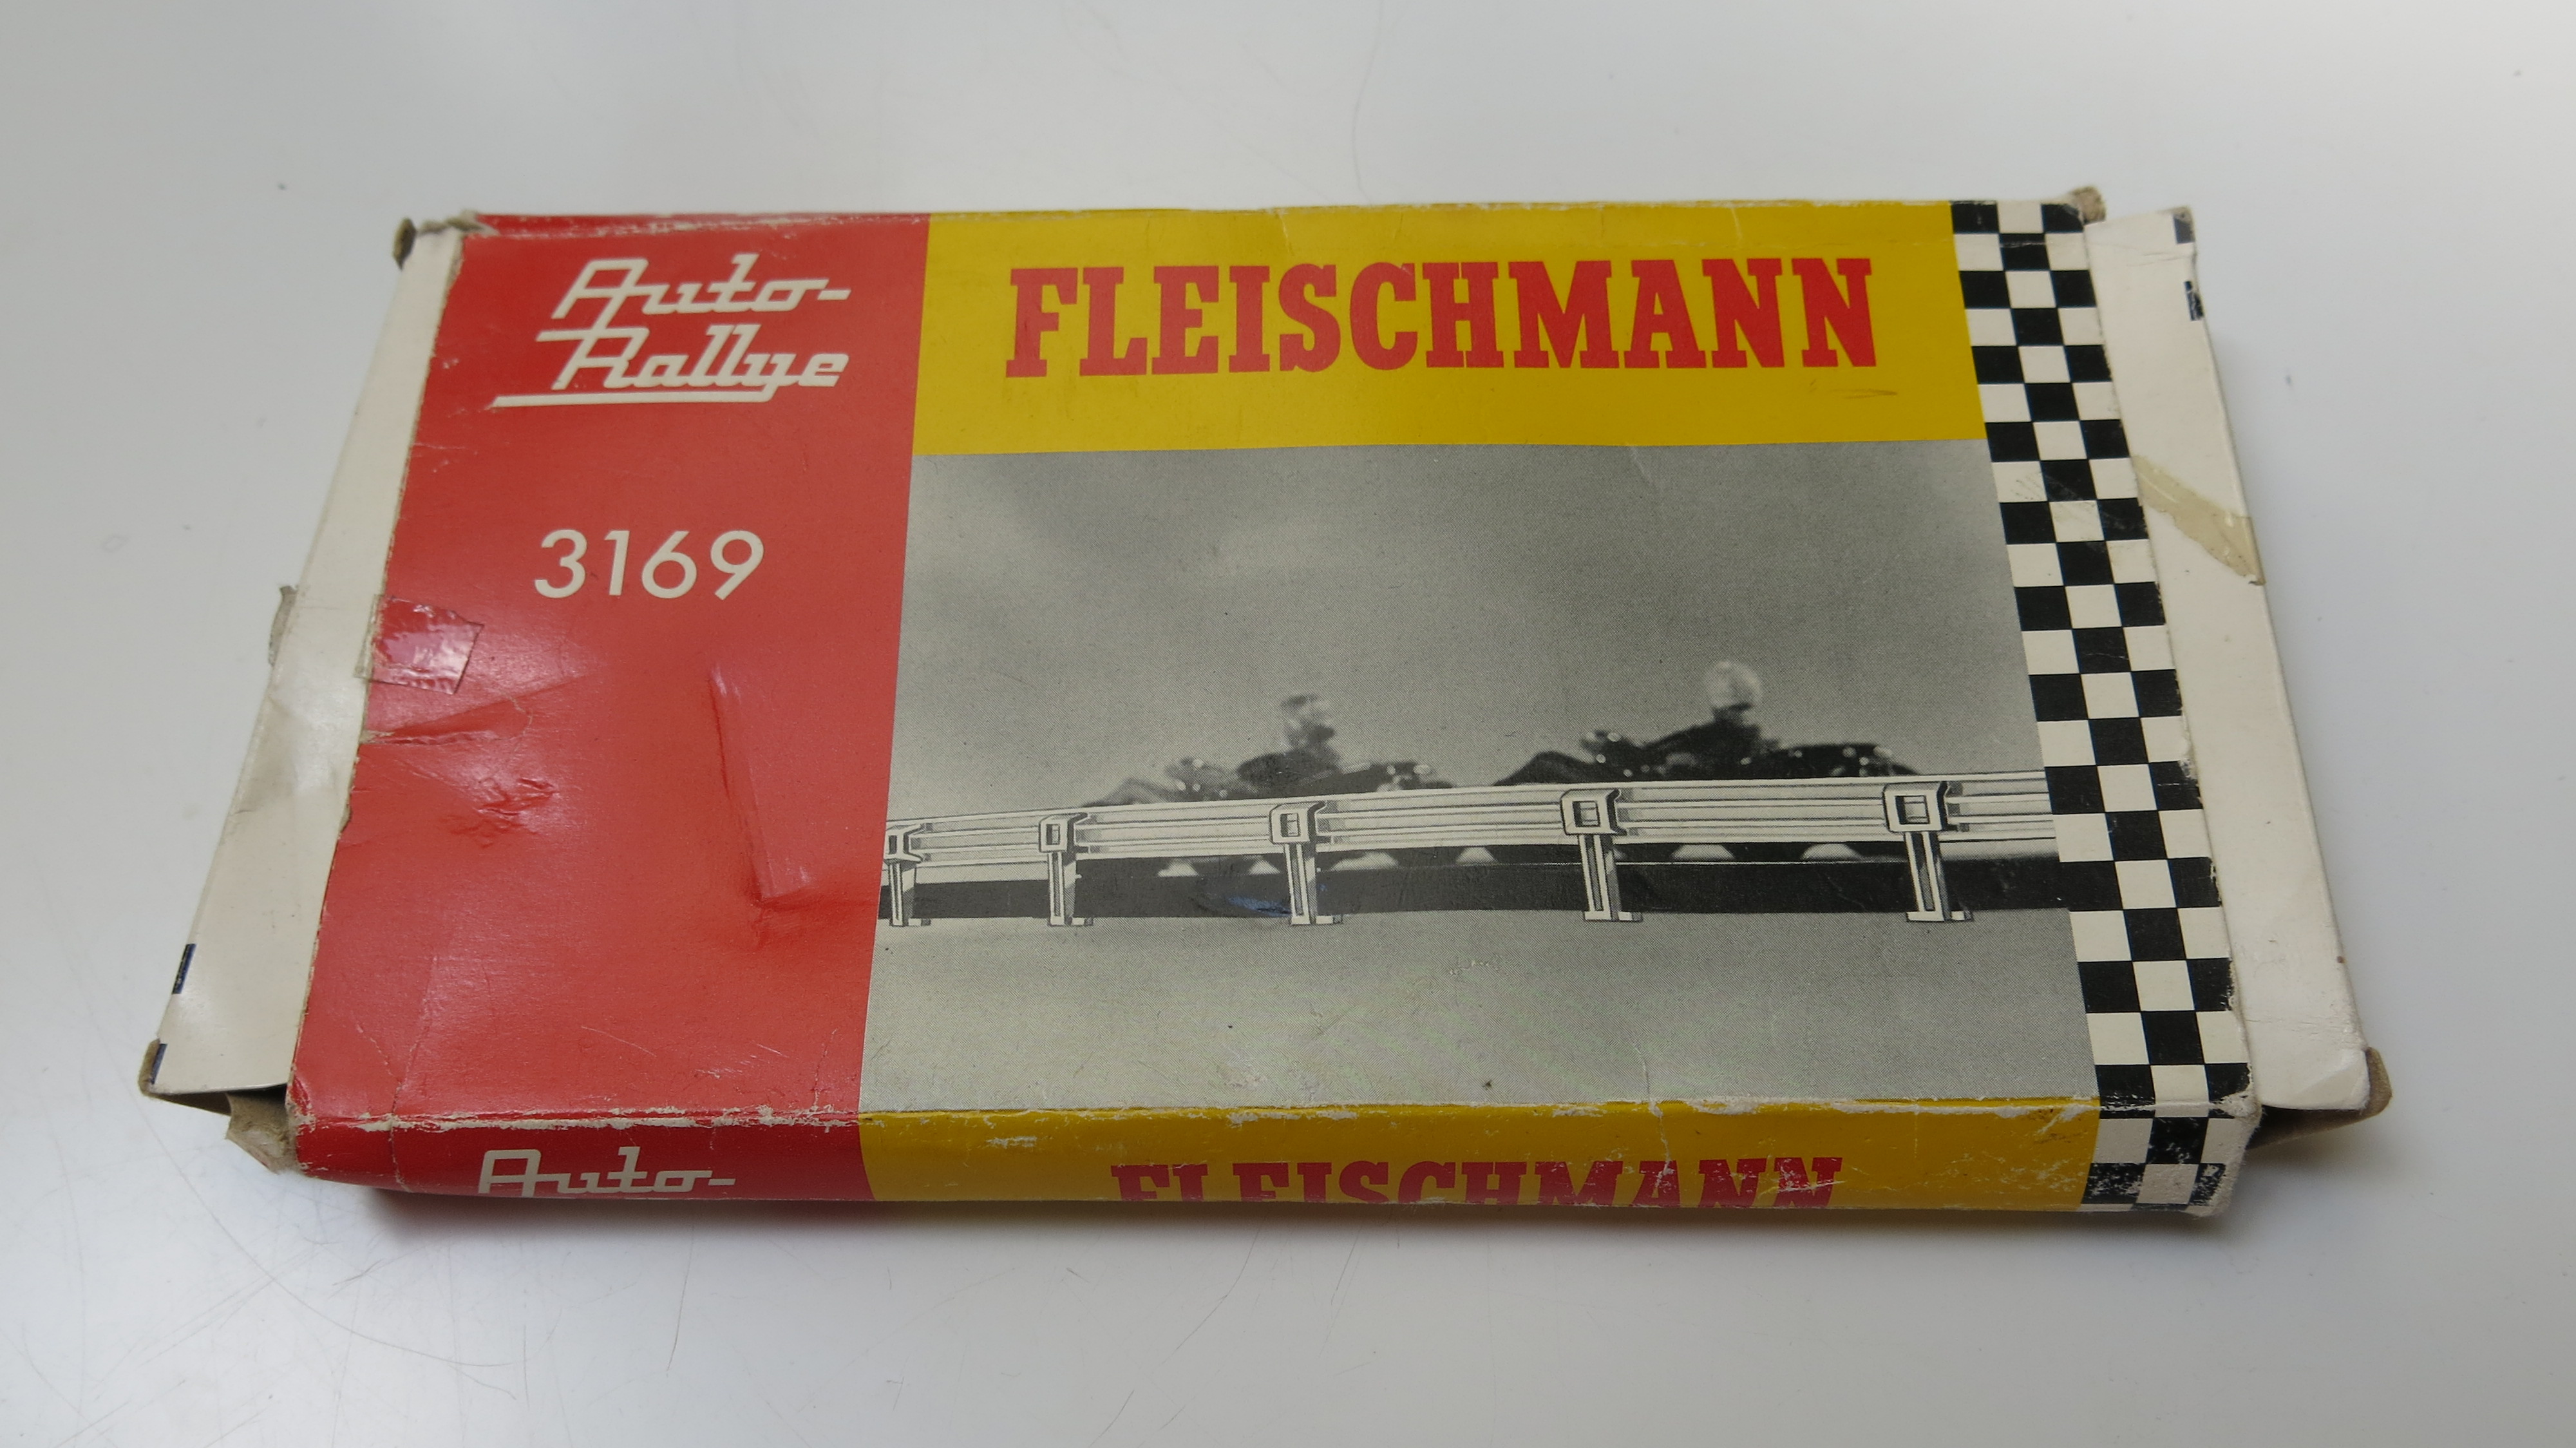 Auto-
Rallye
FLEISCHMANN
3169
Auto-
FLEISCHMANN